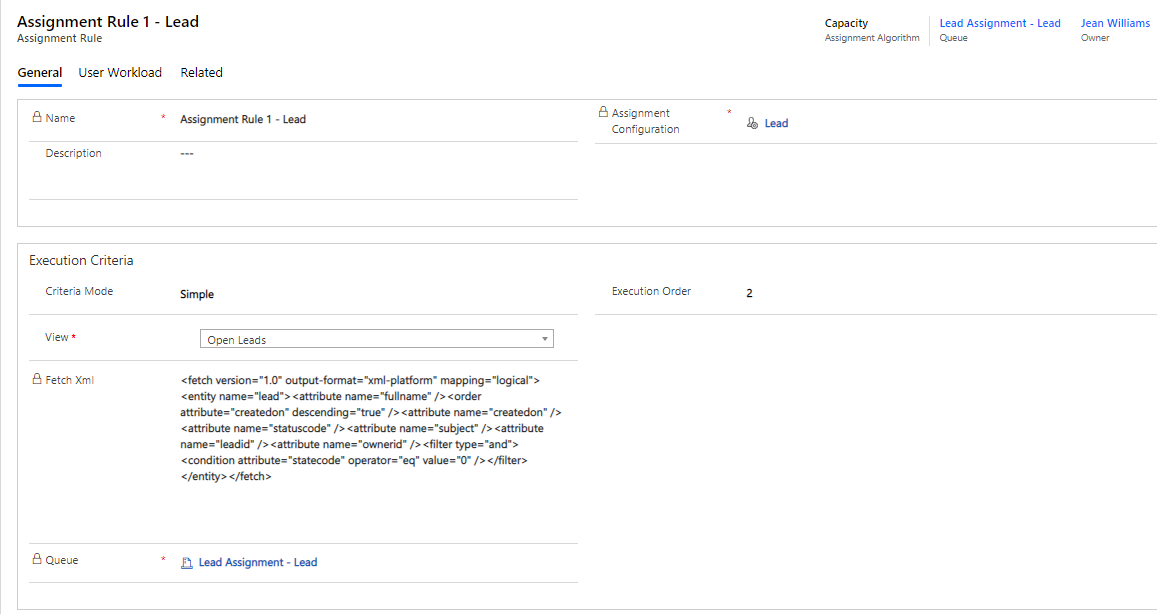 Assignment Rule 1 - Lead
Assignment Rule
Capacity
Assignment Algorithm
Lead Assignment - Lead
Queue
Jean Williams
Owner
General
User Workload
Related
Name *
Assignment Rule 1 - Lead
Assignment
Configuration
*
Lead
Description
---
Execution Criteria
Criteria Mode
Simple
Execution Order
2
View *
Open Leads
Fetch Xml
<fetch version="1.0" output-format="xml-platform" mapping="logical">
<entity name="lead"><attribute name="fullname" /><order
attribute="createdon" descending="true" /><attribute name="createdon" />
<attribute name="statuscode" /><attribute name="subject" /><attribute
name="leadid" /><attribute name="ownerid" /><filter type="and">
<condition attribute="statecode" operator="eq" value="0" /></filter>
</entity></fetch>
Queue *
Lead Assignment - Lead